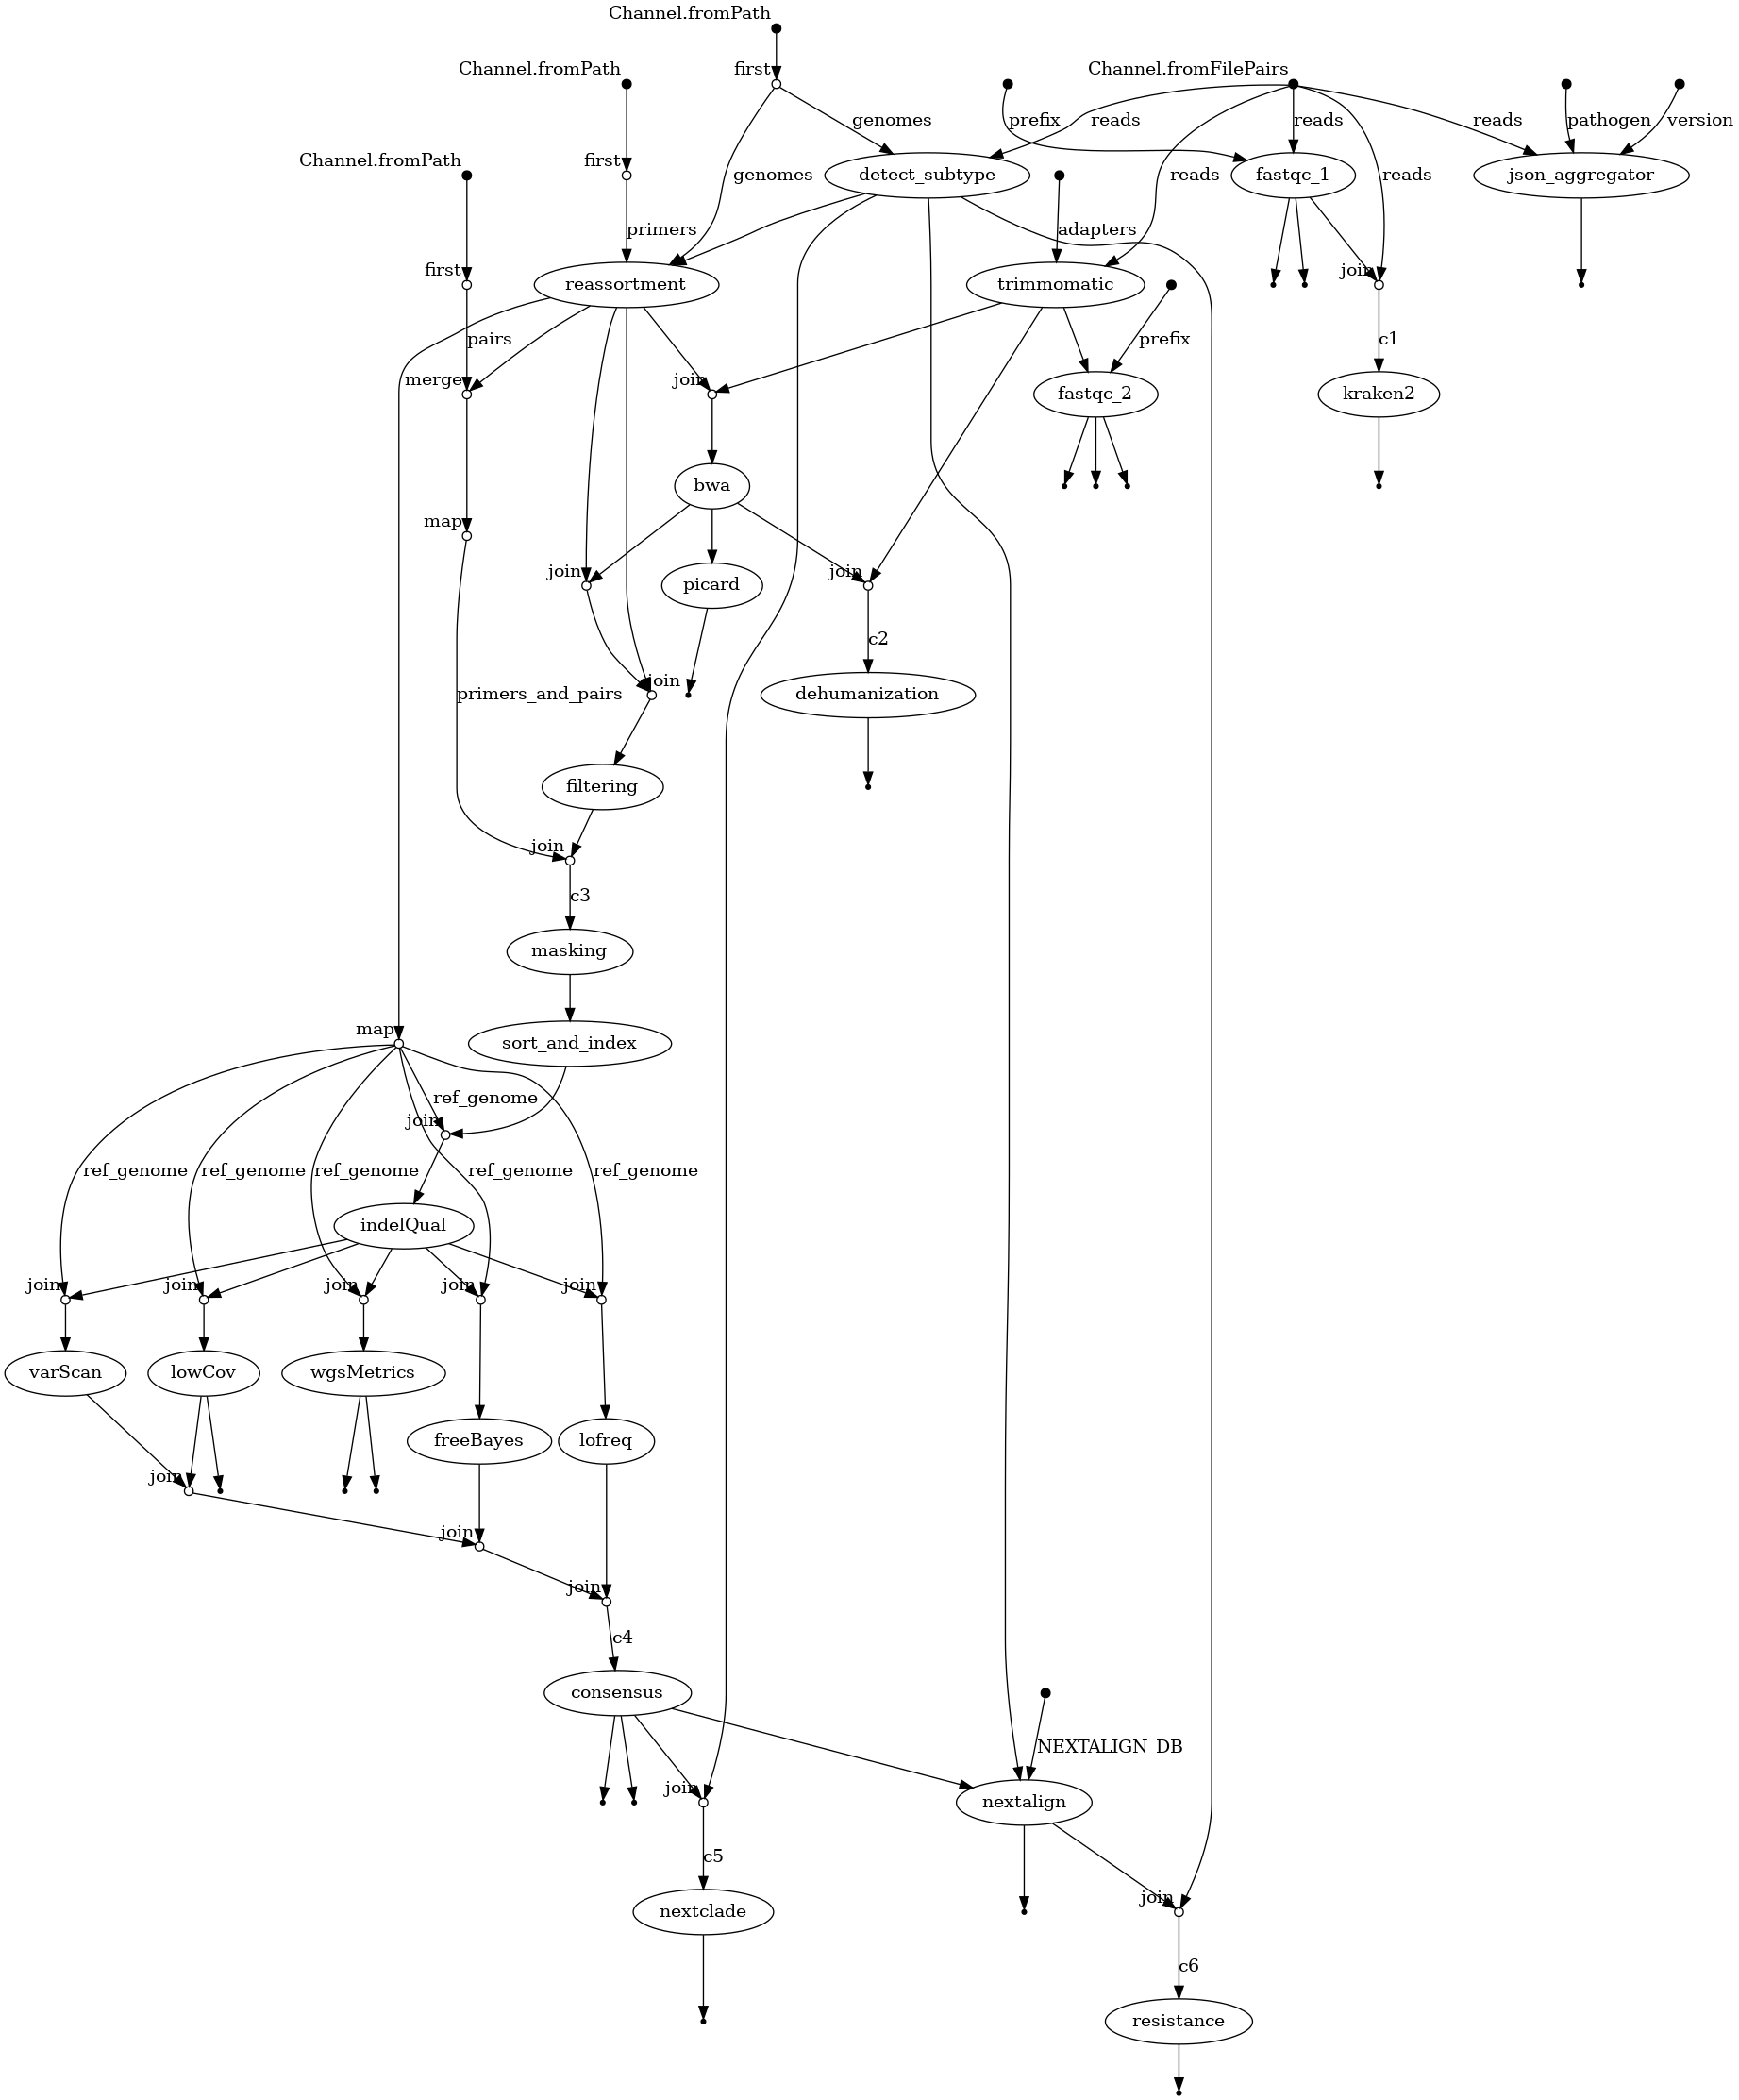 Channel.fromPath
Channel.fromPath
first
Channel.fromFilePairs
genomes
prefix
reads
reads
reads
pathogen
version
Channel.fromPath
first
detect_subtype
fastqc_1
json_aggregator
genomes
reads
reads
primers
adapters
first
reassortment
trimmomatic
join
pairs
prefix
c1
merge
join
fastqc_2
kraken2
bwa
map
join
picard
join
c2
primers_and_pairs
join
dehumanization
filtering
join
c3
masking
map
sort_and_index
ref_genome
join
ref_genome
ref_genome
ref_genome
ref_genome
ref_genome
indelQual
join
join
join
join
join
varScan
lowCov
wgsMetrics
freeBayes
lofreq
join
join
join
c4
consensus
NEXTALIGN_DB
join
nextalign
c5
join
nextclade
c6
resistance